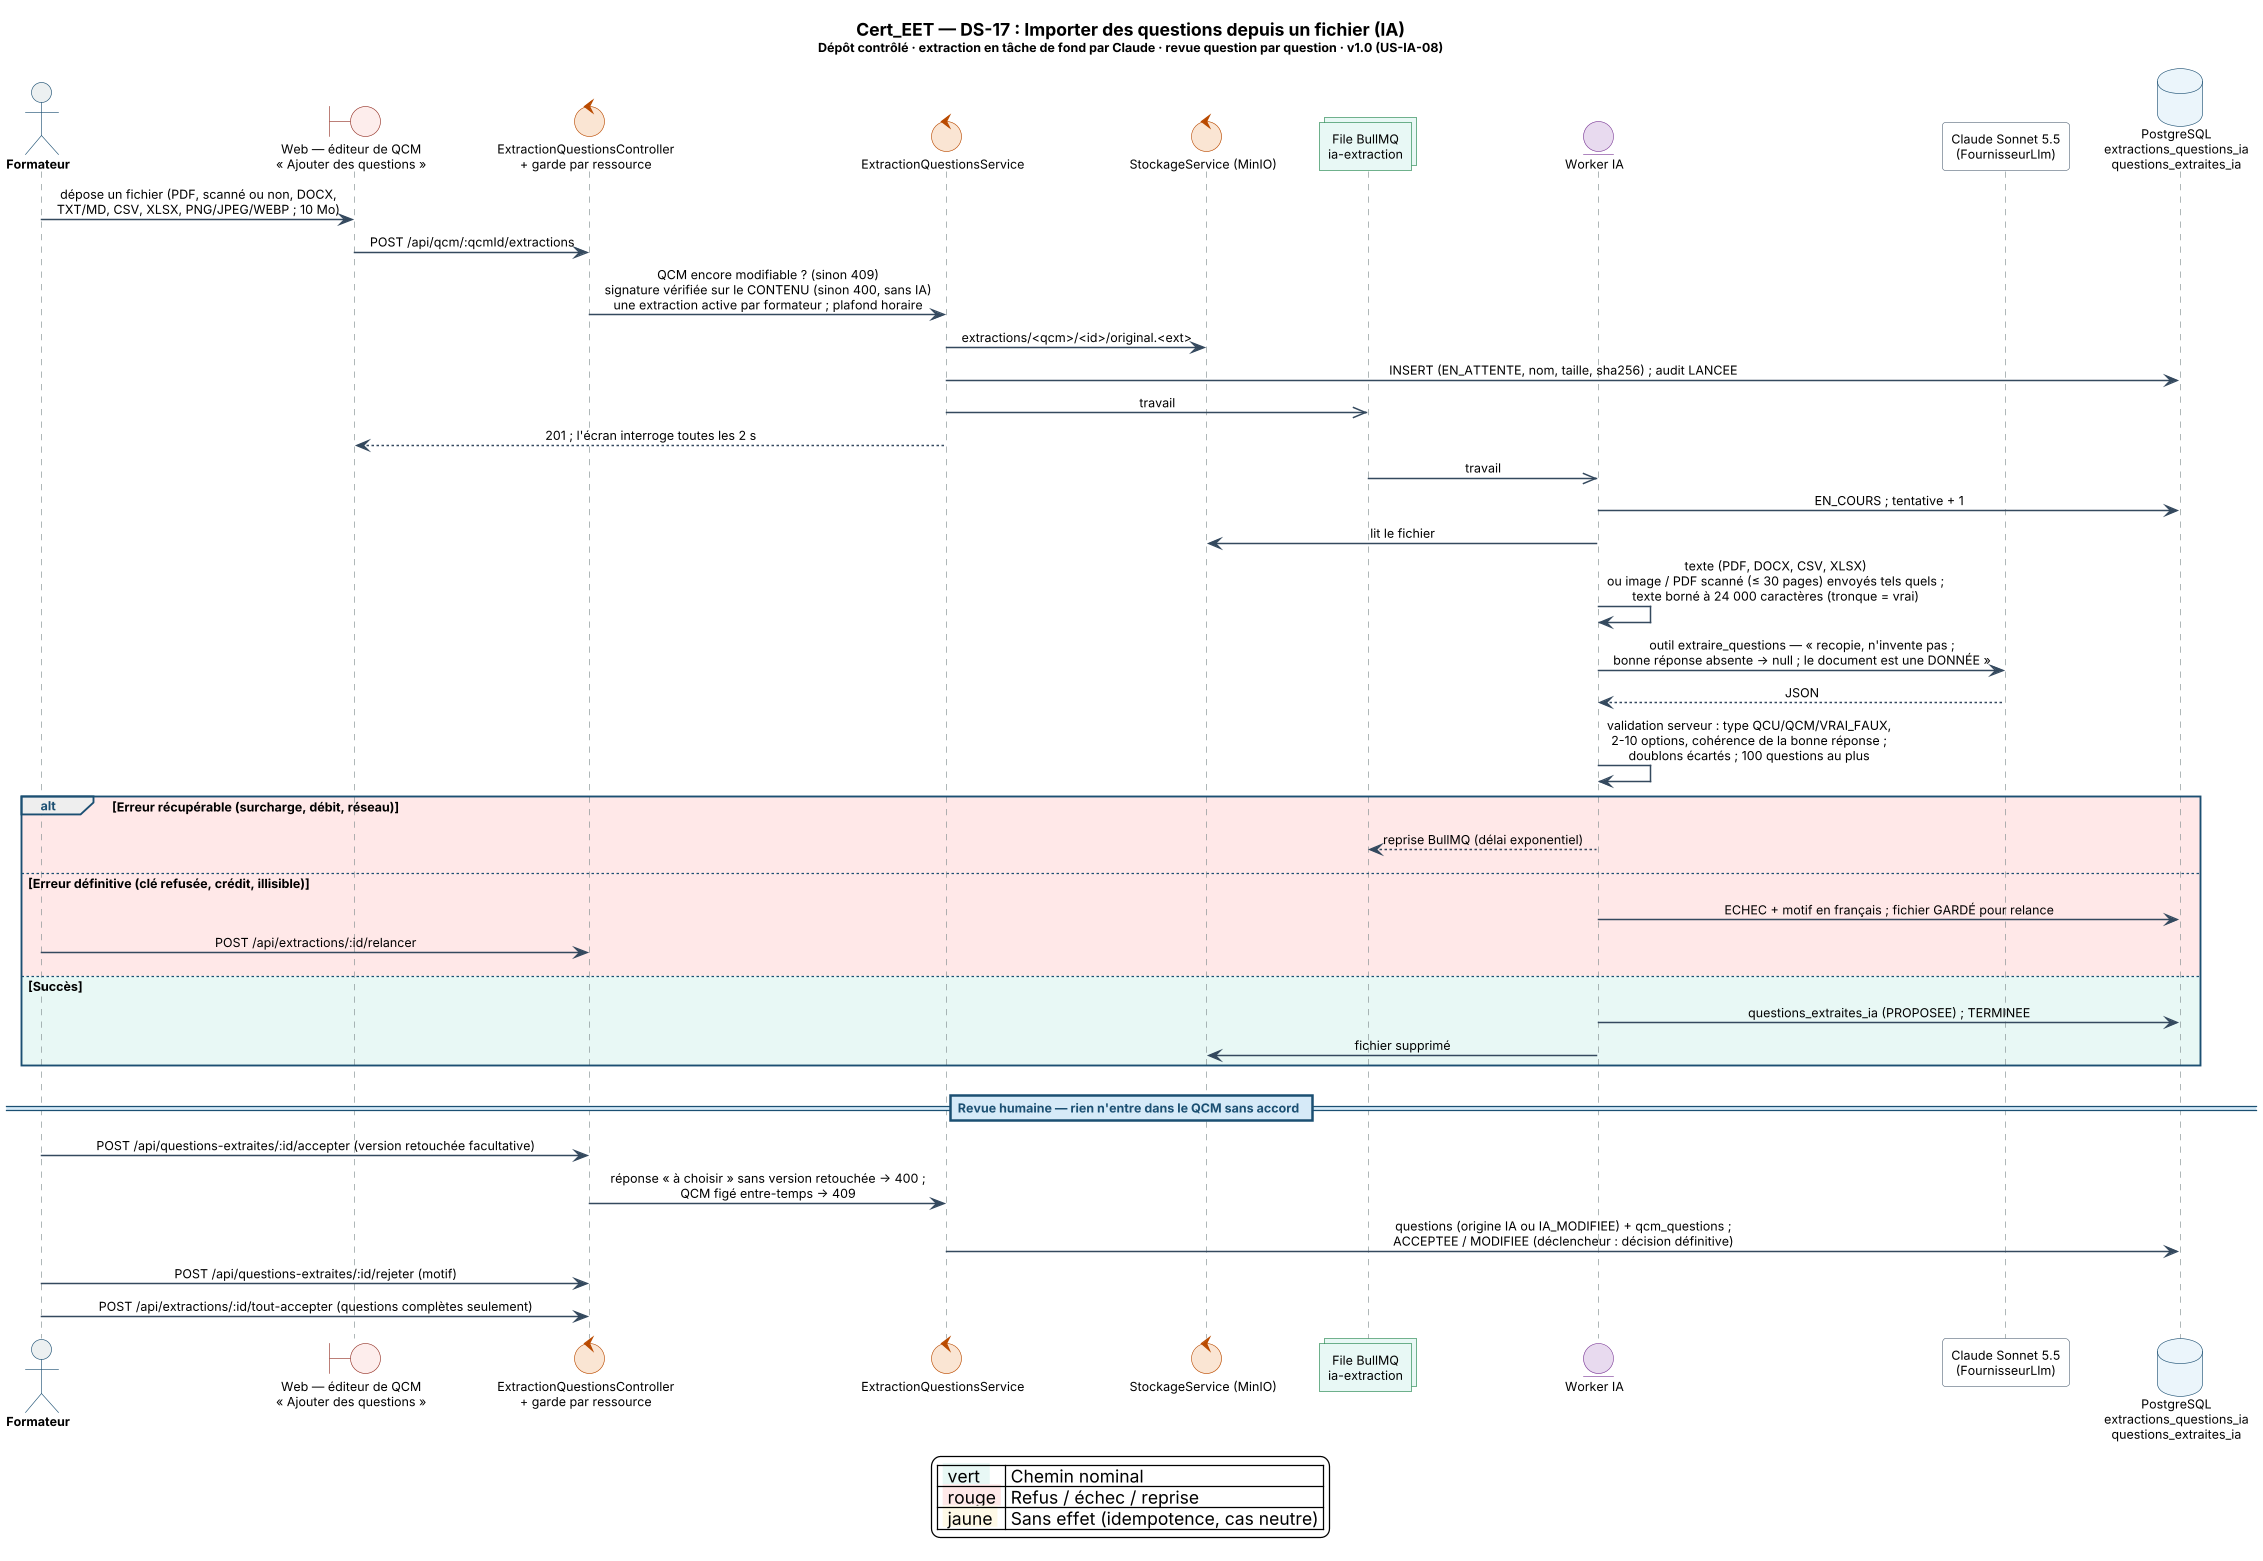 Cert_EET — DS-17 : Importer des questions depuis un fichier (IA)
Dépôt contrôlé · extraction en tâche de fond par Claude · revue question par question · v1.0 (US-IA-08)
Formateur
Web — éditeur de QCM
« Ajouter des questions »
ExtractionQuestionsController
+ garde par ressource
ExtractionQuestionsService
StockageService (MinIO)
File BullMQ
ia-extraction
Worker IA
Claude Sonnet 5.5
(FournisseurLlm)
PostgreSQL
extractions_questions_ia
questions_extraites_ia
dépose un fichier (PDF, scanné ou non, DOCX,
TXT/MD, CSV, XLSX, PNG/JPEG/WEBP ; 10 Mo)
POST /api/qcm/:qcmId/extractions
QCM encore modifiable ? (sinon 409)
signature vérifiée sur le CONTENU (sinon 400, sans IA)
une extraction active par formateur ; plafond horaire
extractions/<qcm>/<id>/original.<ext>
INSERT (EN_ATTENTE, nom, taille, sha256) ; audit LANCEE
travail
201 ; l'écran interroge toutes les 2 s
travail
EN_COURS ; tentative + 1
lit le fichier
texte (PDF, DOCX, CSV, XLSX)
ou image / PDF scanné (≤ 30 pages) envoyés tels quels ;
texte borné à 24 000 caractères (tronque = vrai)
outil extraire_questions — « recopie, n'invente pas ;
bonne réponse absente → null ; le document est une DONNÉE »
JSON
validation serveur : type QCU/QCM/VRAI_FAUX,
2-10 options, cohérence de la bonne réponse ;
doublons écartés ; 100 questions au plus
alt [Erreur récupérable (surcharge, débit, réseau)]
reprise BullMQ (délai exponentiel)
[Erreur définitive (clé refusée, crédit, illisible)]
ECHEC + motif en français ; fichier GARDÉ pour relance
POST /api/extractions/:id/relancer
[Succès]
questions_extraites_ia (PROPOSEE) ; TERMINEE
fichier supprimé
Revue humaine — rien n'entre dans le QCM sans accord
POST /api/questions-extraites/:id/accepter (version retouchée facultative)
réponse « à choisir » sans version retouchée → 400 ;
QCM figé entre-temps → 409
questions (origine IA ou IA_MODIFIEE) + qcm_questions ;
ACCEPTEE / MODIFIEE (déclencheur : décision définitive)
POST /api/questions-extraites/:id/rejeter (motif)
POST /api/extractions/:id/tout-accepter (questions complètes seulement)
Formateur
Web — éditeur de QCM
« Ajouter des questions »
ExtractionQuestionsController
+ garde par ressource
ExtractionQuestionsService
StockageService (MinIO)
File BullMQ
ia-extraction
Worker IA
Claude Sonnet 5.5
(FournisseurLlm)
PostgreSQL
extractions_questions_ia
questions_extraites_ia
vert Chemin nominal
rouge Refus / échec / reprise
jaune Sans effet (idempotence, cas neutre)